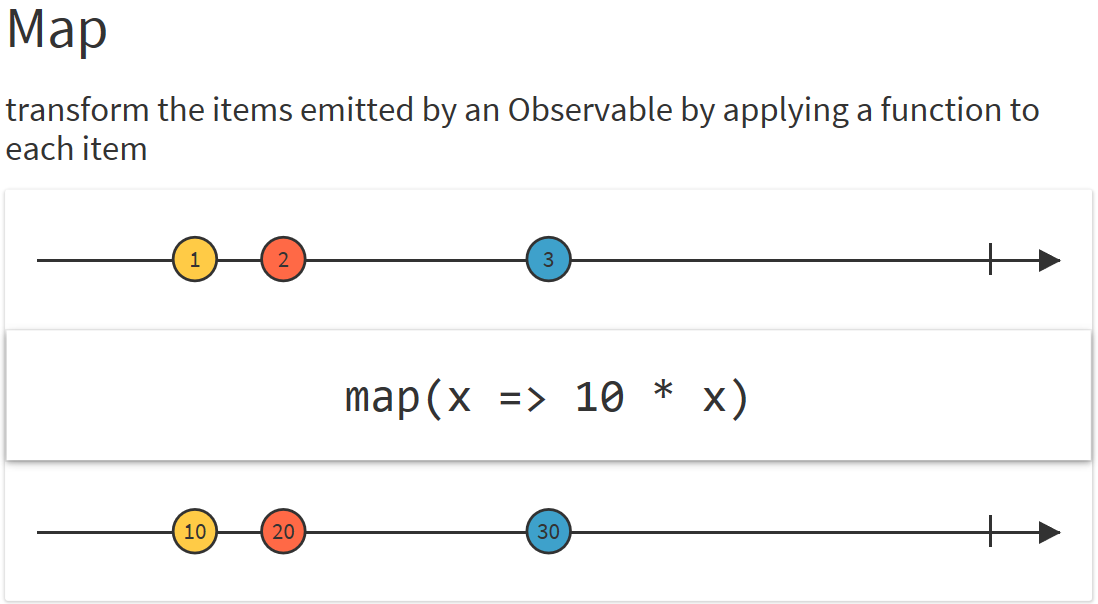 Map
transform the items emitted by an Observable by applying a function to
each item
1 2 3
map(x => 10 * x)
10 20 30